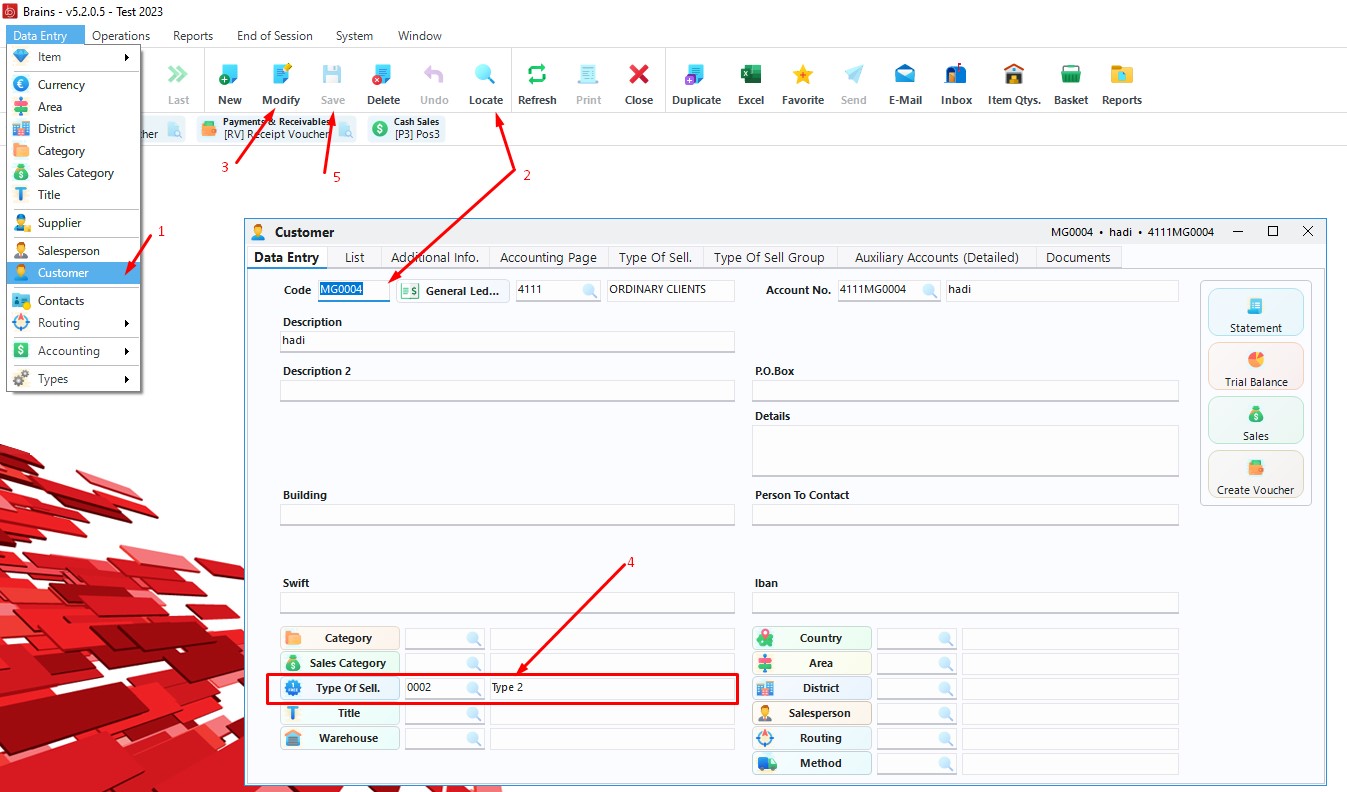 Brains - v5.2.0.5 - Test 2023
Data Entry Operations Reports End of Session System Window
Last New Modify Save Delete Undo Locate Refresh Print Close Duplicate Excel Favorite Send E-Mail Inbox Item Qtys. Basket Reports
Item
Currency
Area
District
Category
Sales Category
Title
Supplier
Salesperson
Customer
Contacts
Routing
Accounting
Types
cher
Payments & Receivables
[RV] Receipt Voucher
Cash Sales
[P3] Pos3
3
5
2
1
Customer MG0004 • hadi • 4111MG0004
Data Entry List Additional Info. Accounting Page Type Of Sell. Type Of Sell Group Auxiliary Accounts (Detailed) Documents
Code MG0004 General Led... 4111 ORDINARY CLIENTS Account No. 4111MG0004 hadi
Description
hadi
Description 2 P.O.Box
Details
Building Person To Contact
4
Swift Iban
Category Country
Sales Category Area
Type Of Sell. 0002 Type 2 District
Title Salesperson
Warehouse Routing
Method
Statement
Trial Balance
Sales
Create Voucher